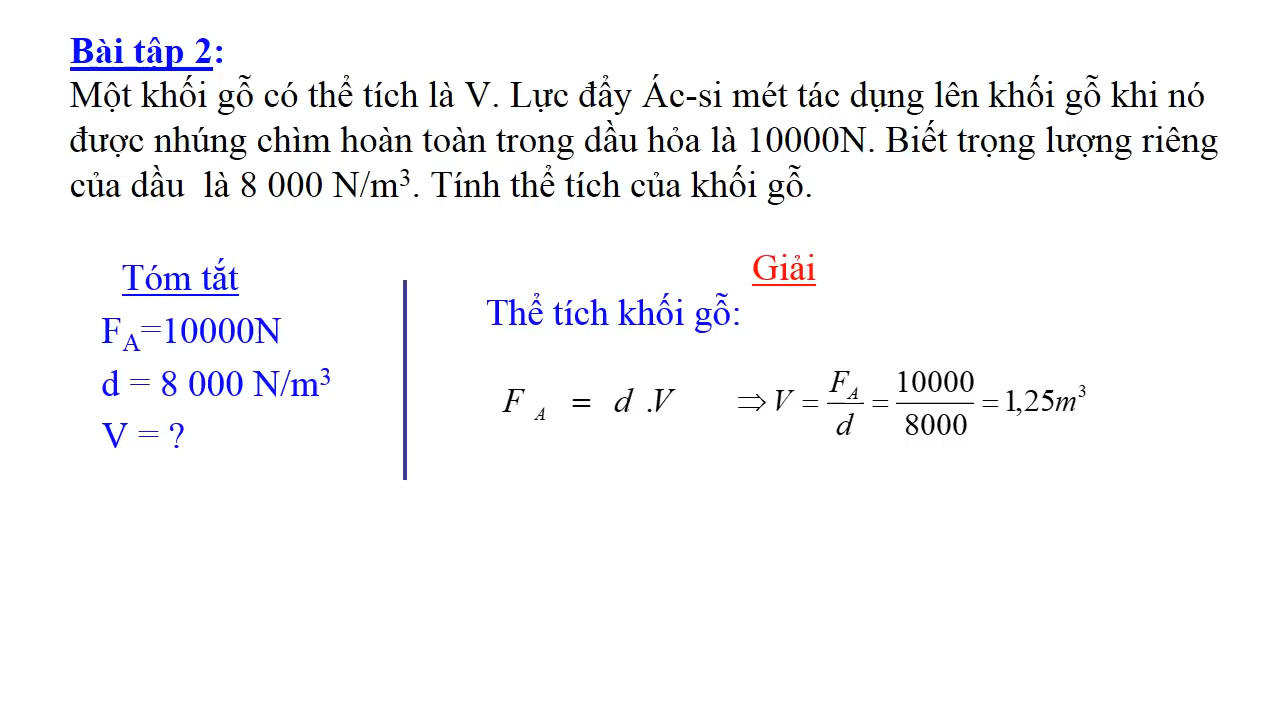 Bài tập 2:
Một khối gỗ có thể tích là V. Lực đẩy Ác-si mét tác dụng lên khối gỗ khi nó
được nhúng chìm hoàn toàn trong dầu hỏa là 10000N. Biết trọng lượng riêng
của dầu là 8 000 N/m³. Tính thể tích của khối gỗ.
Tóm tắt
F_A=10000N
d = 8 000 N/m³
V = ?
Giải
Thể tích khối gỗ:
F_A = d .V ⇒ V = F_A/d = 10000/8000 = 1,25m³